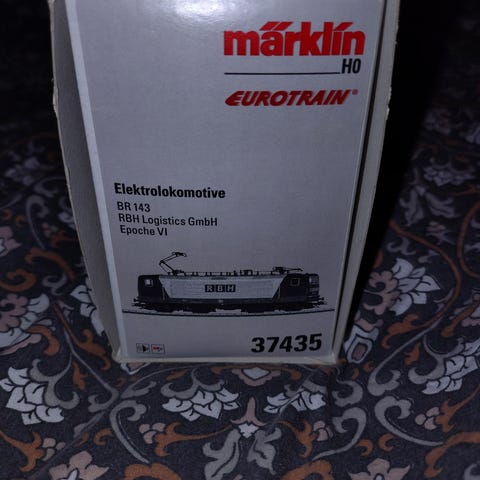 märklin
H0
EUROTRAIN®
Elektrolokomotive
BR 143
RBH Logistics GmbH
Epoche VI
RBH
37435